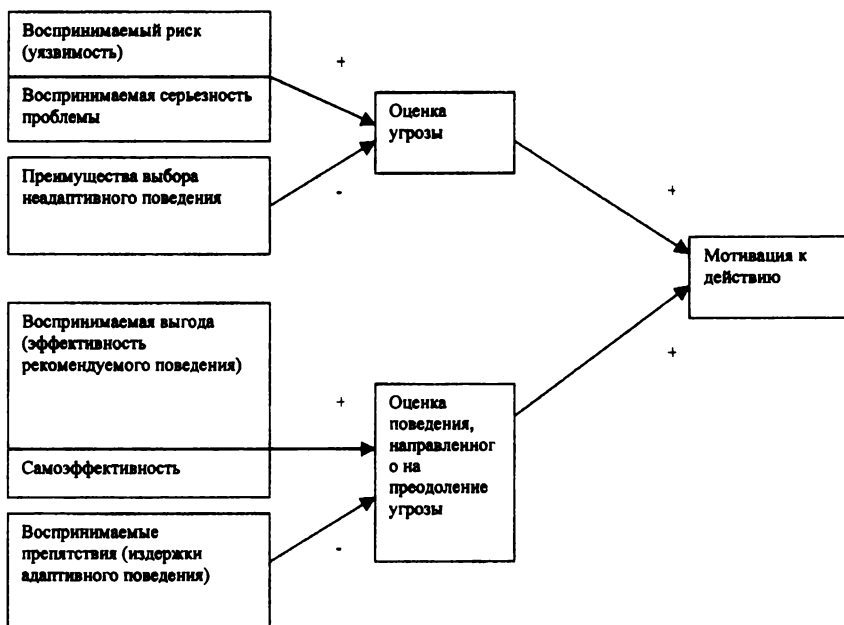 Воспринимаемый риск
(уязвимость)
+
Воспринимаемая серьезность
проблемы
Оценка
угрозы
Преимущества выбора
неадаптивного поведения
-
+
Мотивация к
действию
Воспринимаемая выгода
(эффективность
рекомендуемого поведения)
+
+
Оценка
поведения,
направленног
о на
преодоление
угрозы
Самоэффективность
Воспринимаемые
препятствия (издержки
адаптивного поведения)
-